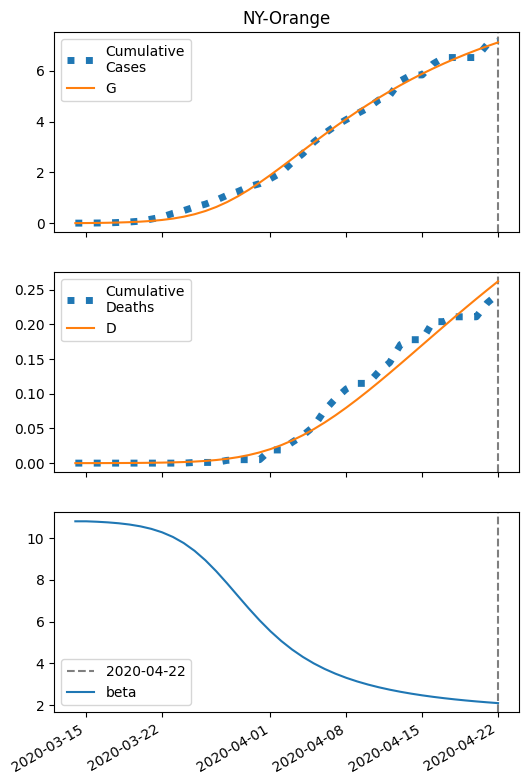 NY-Orange
Cumulative
Cases
G
6
4
2
0
Cumulative
Deaths
D
0.25
0.20
0.15
0.10
0.05
0.00
10
8
6
4
2
2020-04-22
beta
2020-03-15
2020-03-22
2020-04-01
2020-04-08
2020-04-15
2020-04-22